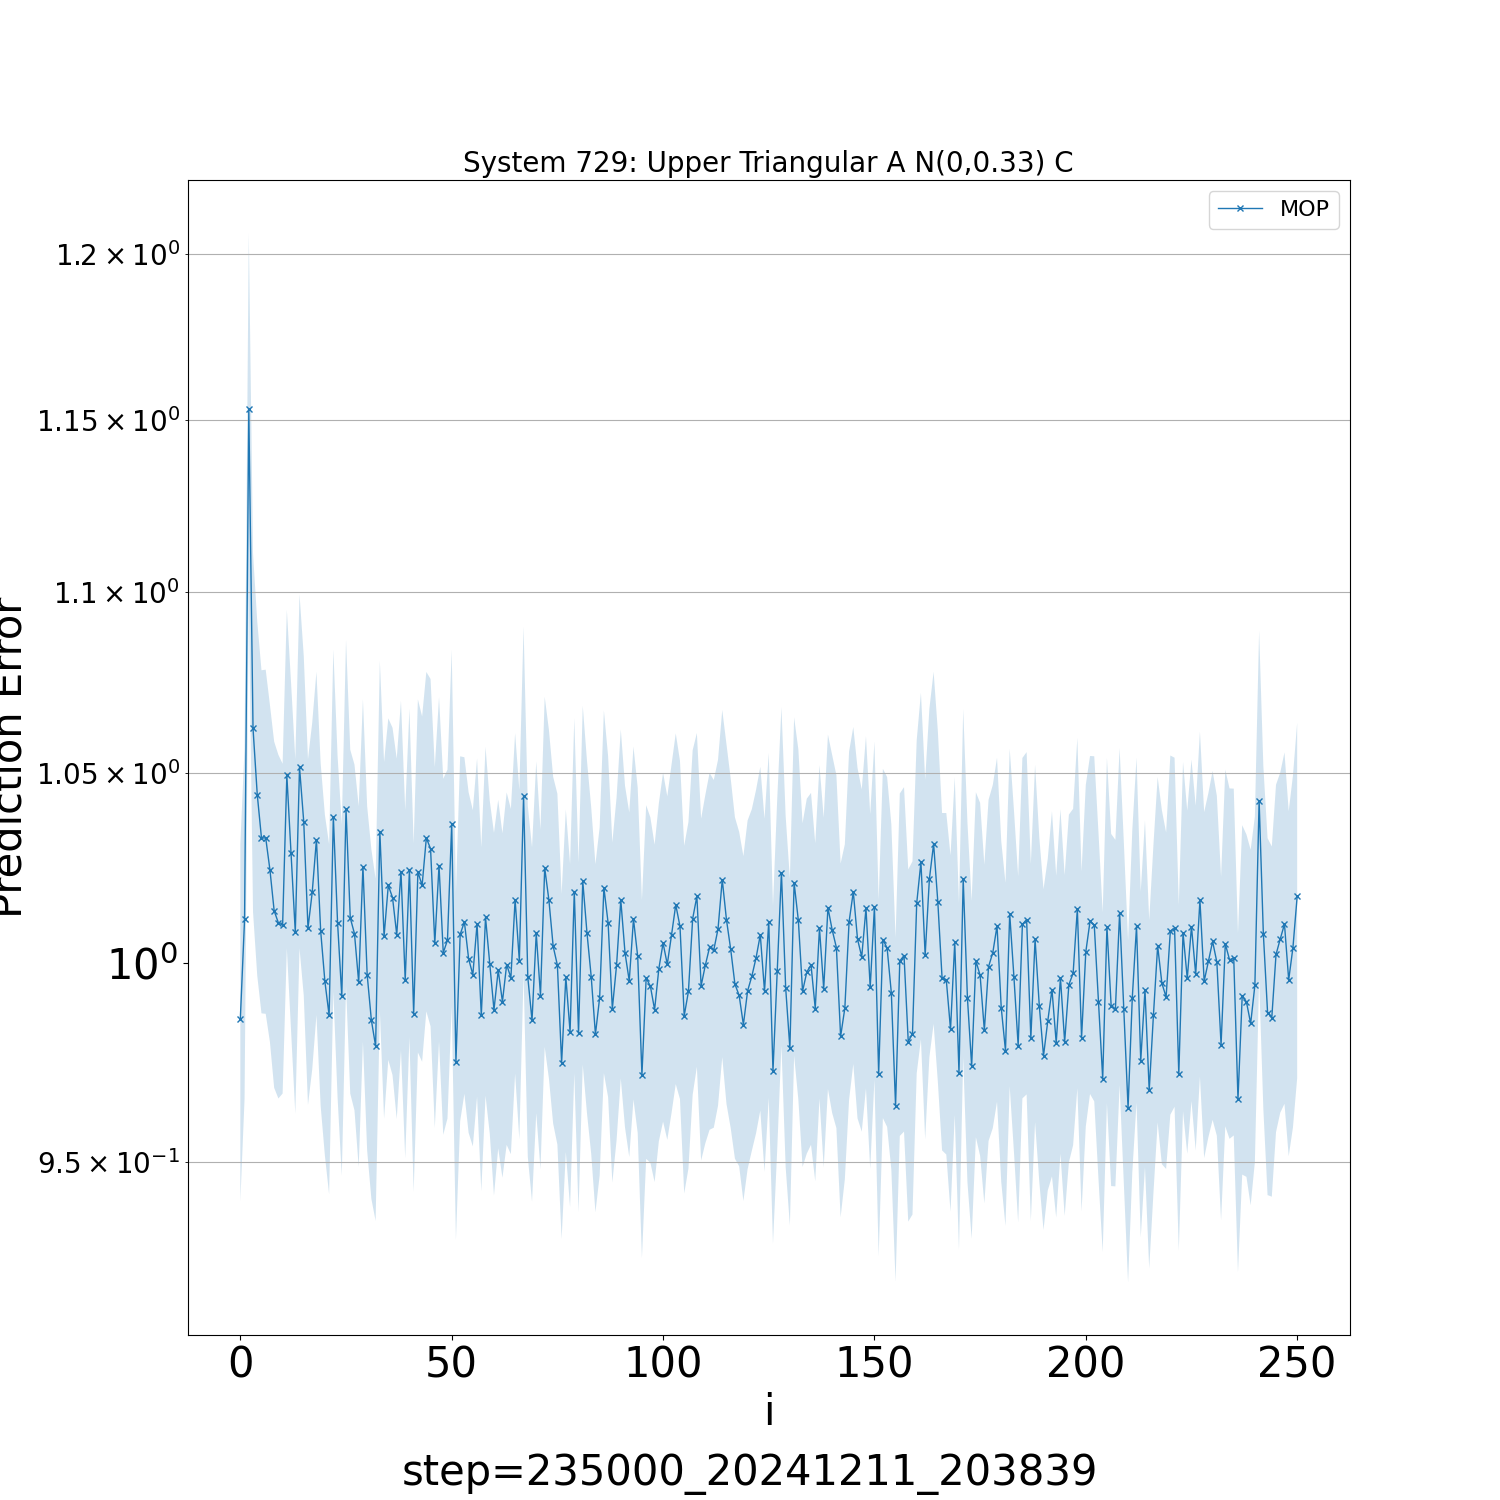 System 729: Upper Triangular A N(0,0.33) C
MOP
1.2 × 10⁰
1.15 × 10⁰
1.1 × 10⁰
1.05 × 10⁰
10⁰
9.5 × 10⁻¹
Prediction Error
0 50 100 150 200 250
i
step=235000_20241211_203839